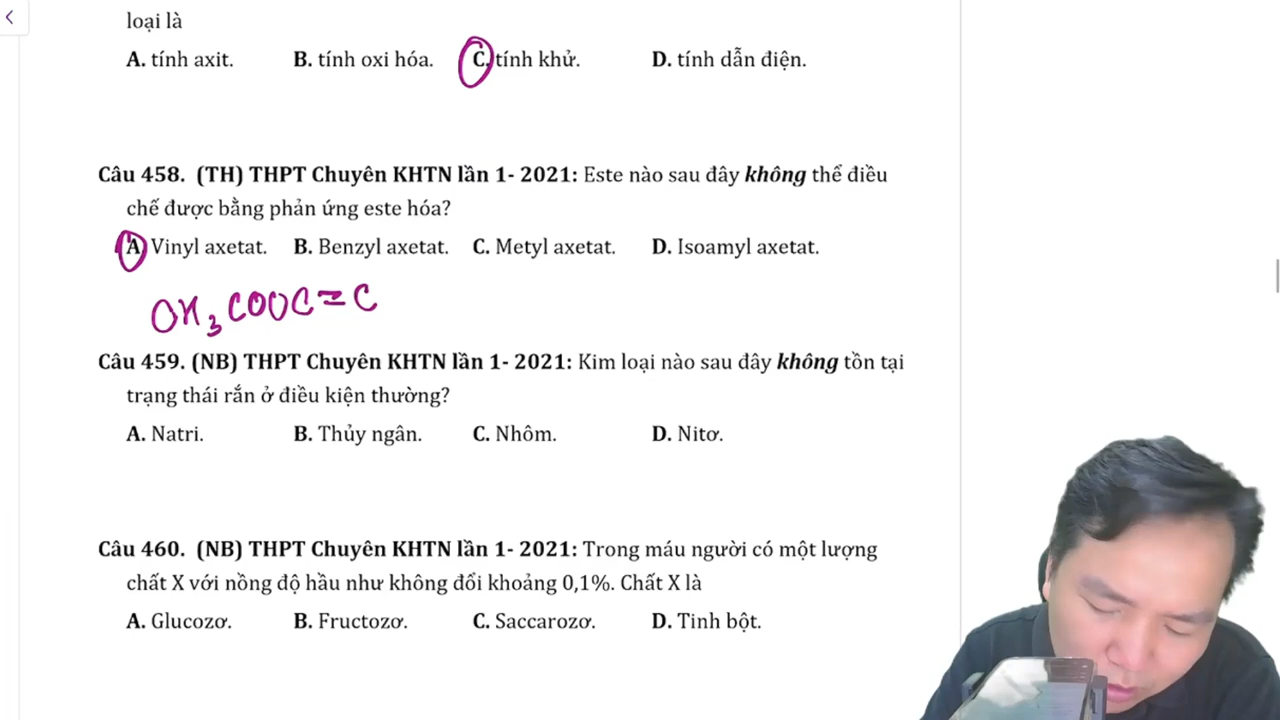 loại là
A. tính axit. B. tính oxi hóa. C. tính khử. D. tính dẫn điện.
Câu 458. (TH) THPT Chuyên KHTN lần 1- 2021: Este nào sau đây không thể điều
chế được bằng phản ứng este hóa?
A. Vinyl axetat. B. Benzyl axetat. C. Metyl axetat. D. Isoamyl axetat.
CH3COOC=C
Câu 459. (NB) THPT Chuyên KHTN lần 1- 2021: Kim loại nào sau đây không tồn tại
trạng thái rắn ở điều kiện thường?
A. Natri. B. Thủy ngân. C. Nhôm. D. Nitơ.
Câu 460. (NB) THPT Chuyên KHTN lần 1- 2021: Trong máu người có một lượng
chất X với nồng độ hầu như không đổi khoảng 0,1%. Chất X là
A. Glucozơ. B. Fructozơ. C. Saccarozơ. D. Tinh bột.